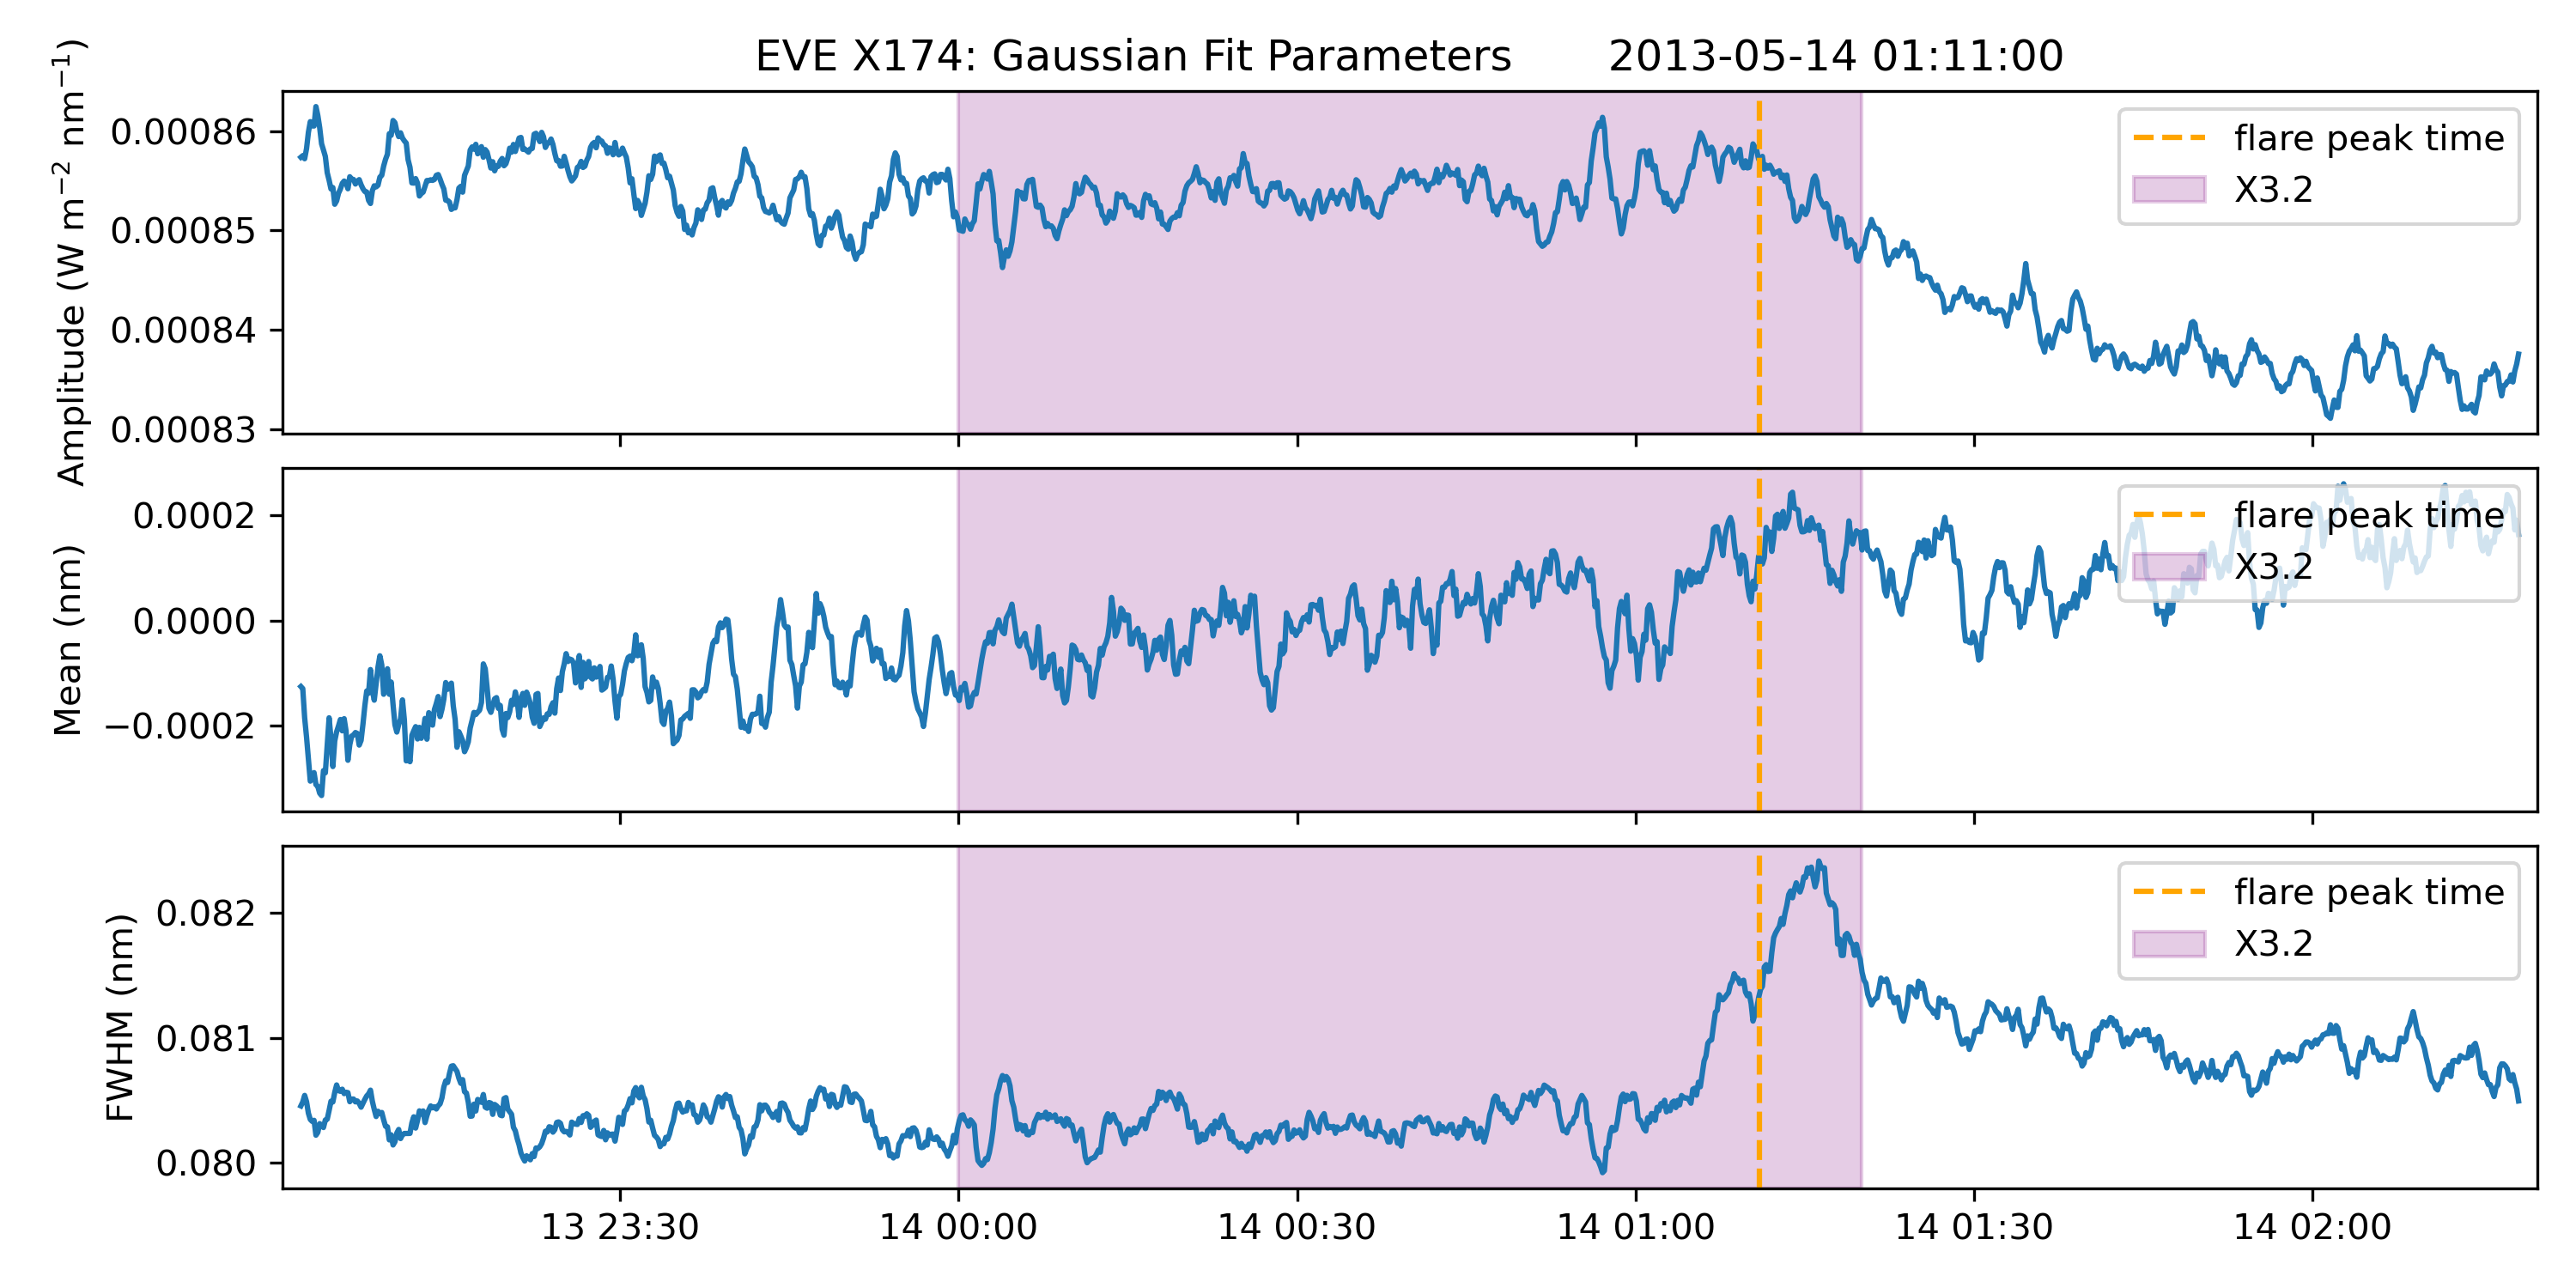 EVE X174: Gaussian Fit Parameters 2013-05-14 01:11:00
Amplitude (W m⁻² nm⁻¹)
0.00086
0.00085
0.00084
0.00083
flare peak time
X3.2
Mean (nm)
0.0002
0.0000
−0.0002
flare peak time
X3.2
FWHM (nm)
0.082
0.081
0.080
flare peak time
X3.2
13 23:30 14 00:00 14 00:30 14 01:00 14 01:30 14 02:00